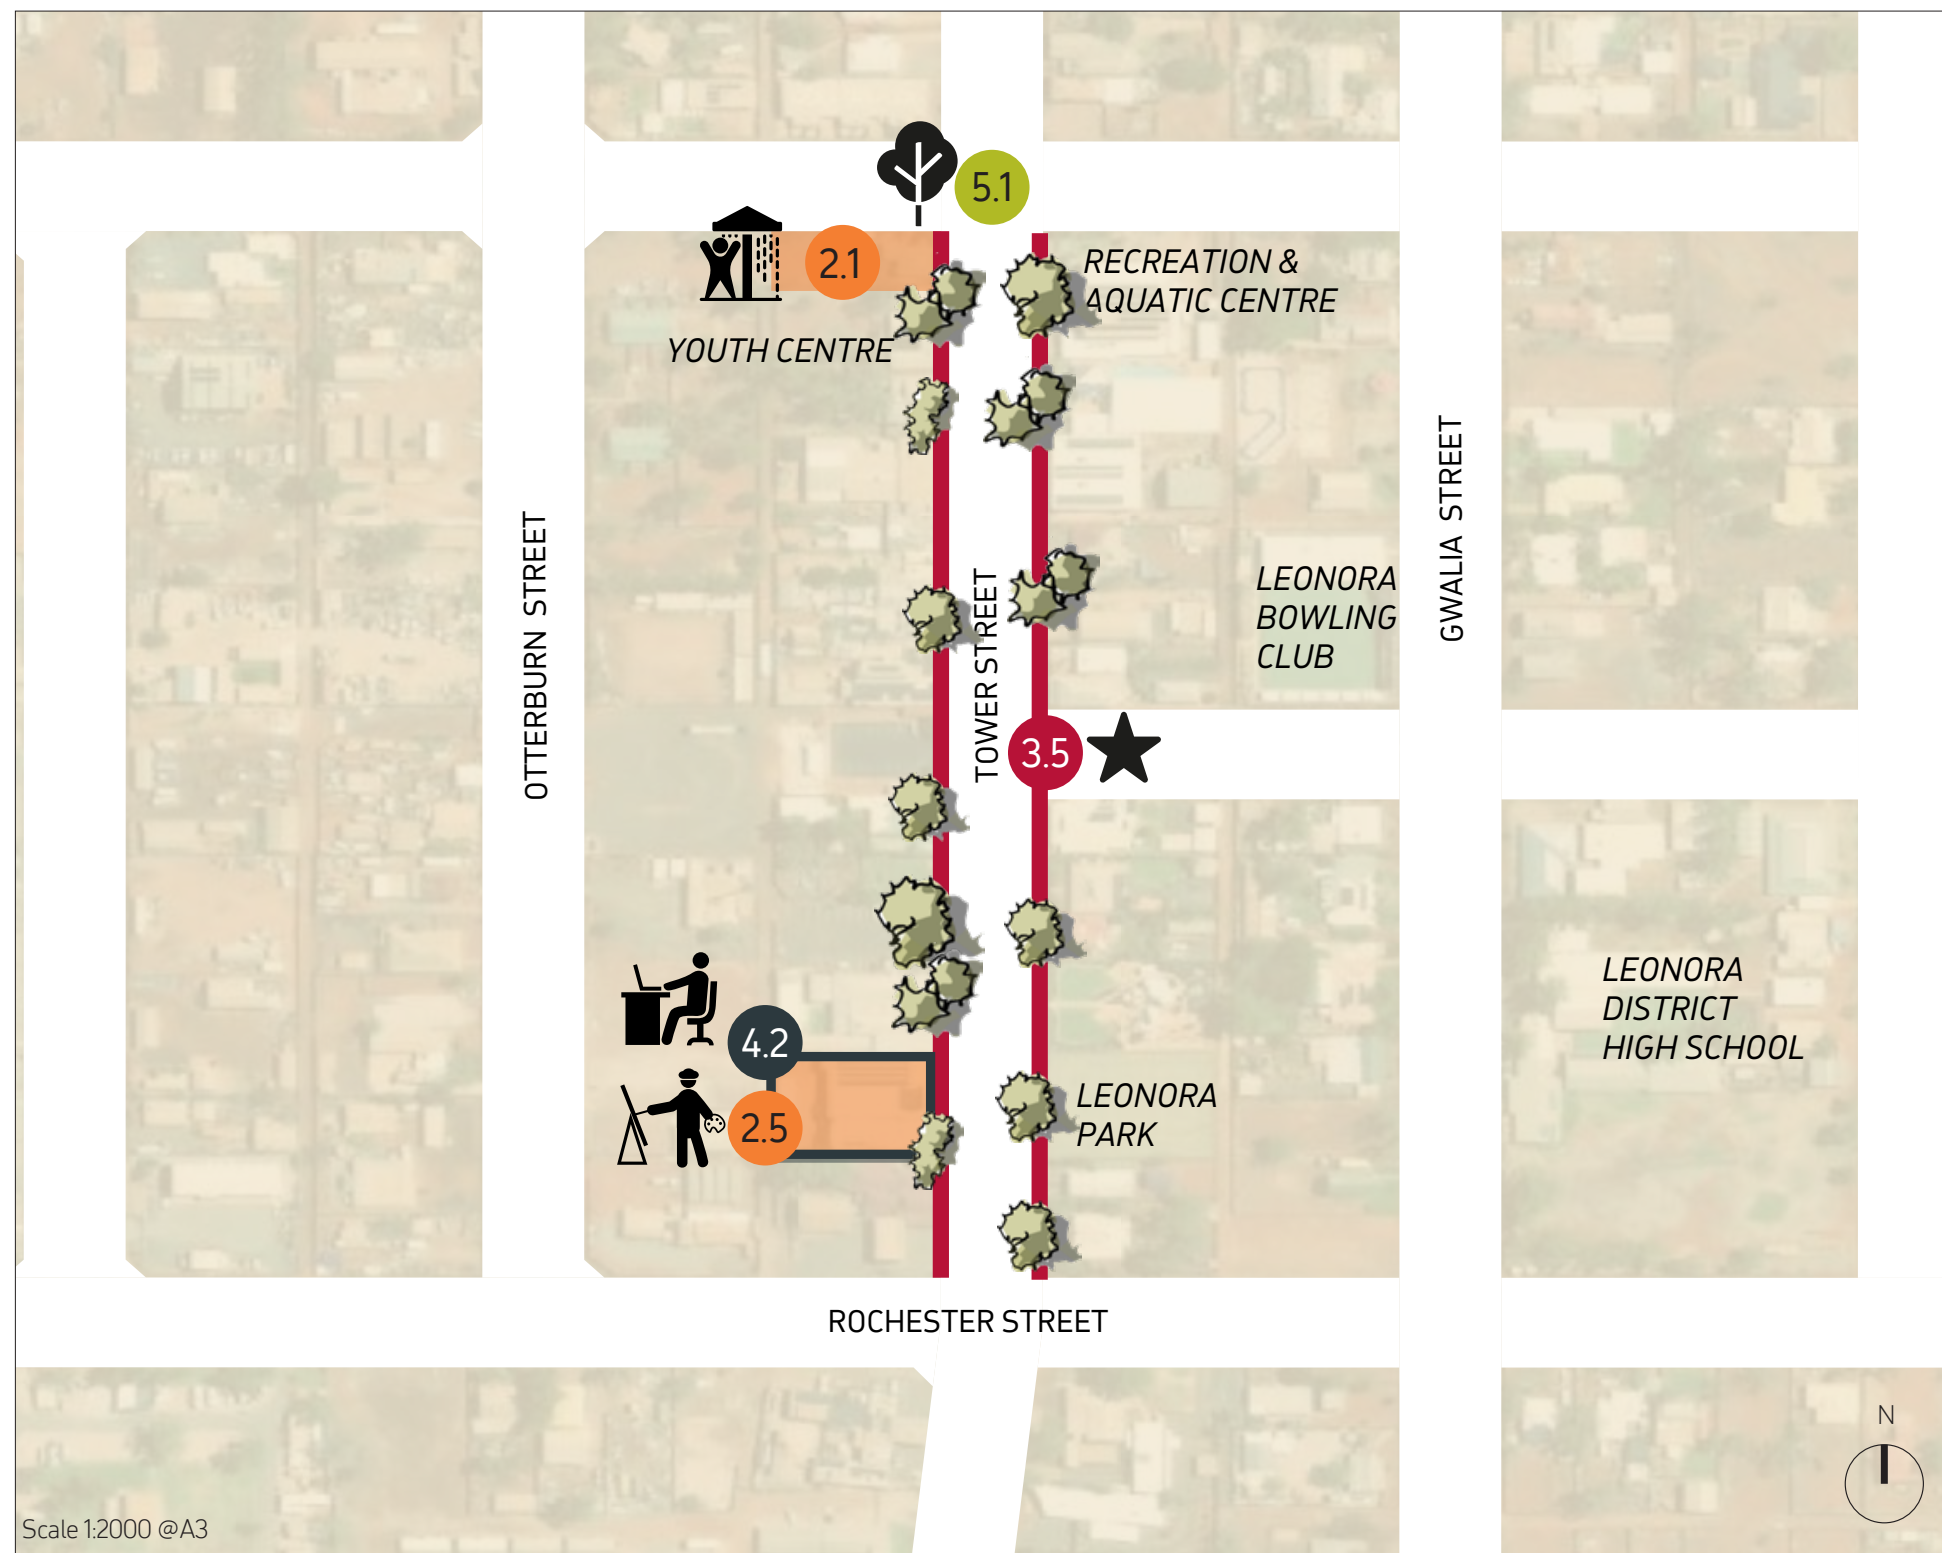 5.1
2.1
RECREATION &
AQUATIC CENTRE
YOUTH CENTRE
OTTERBURN STREET
TOWER STREET
GWALIA STREET
LEONORA
BOWLING
CLUB
3.5
LEONORA
DISTRICT
HIGH SCHOOL
4.2
2.5
LEONORA
PARK
ROCHESTER STREET
N
Scale 1:2000 @A3